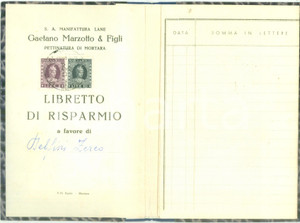 S. A. MANIFATTURA LANE
Gaetano Marzotto & Figli
PETTINATURA DI MORTARA
LIBRETTO
DI RISPARMIO
a favore di
DATA
SOMMA IN LETTERE